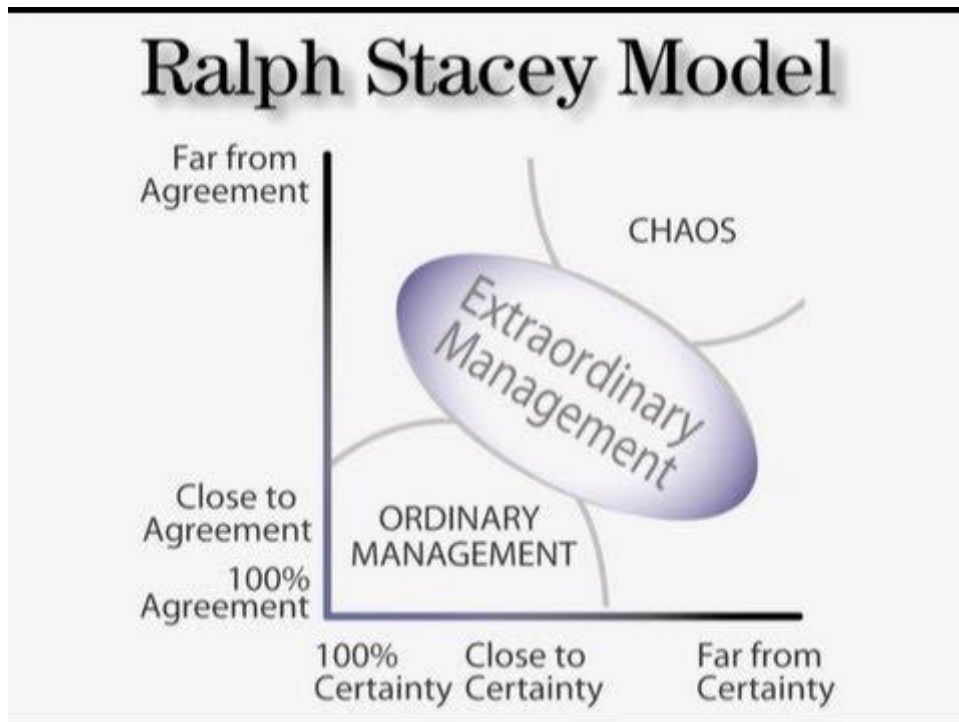 Ralph Stacey Model
Far from
Agreement
CHAOS
Extraordinary
Management
Close to
Agreement
ORDINARY
MANAGEMENT
100%
Agreement
100%
Certainty
Close to
Certainty
Far from
Certainty